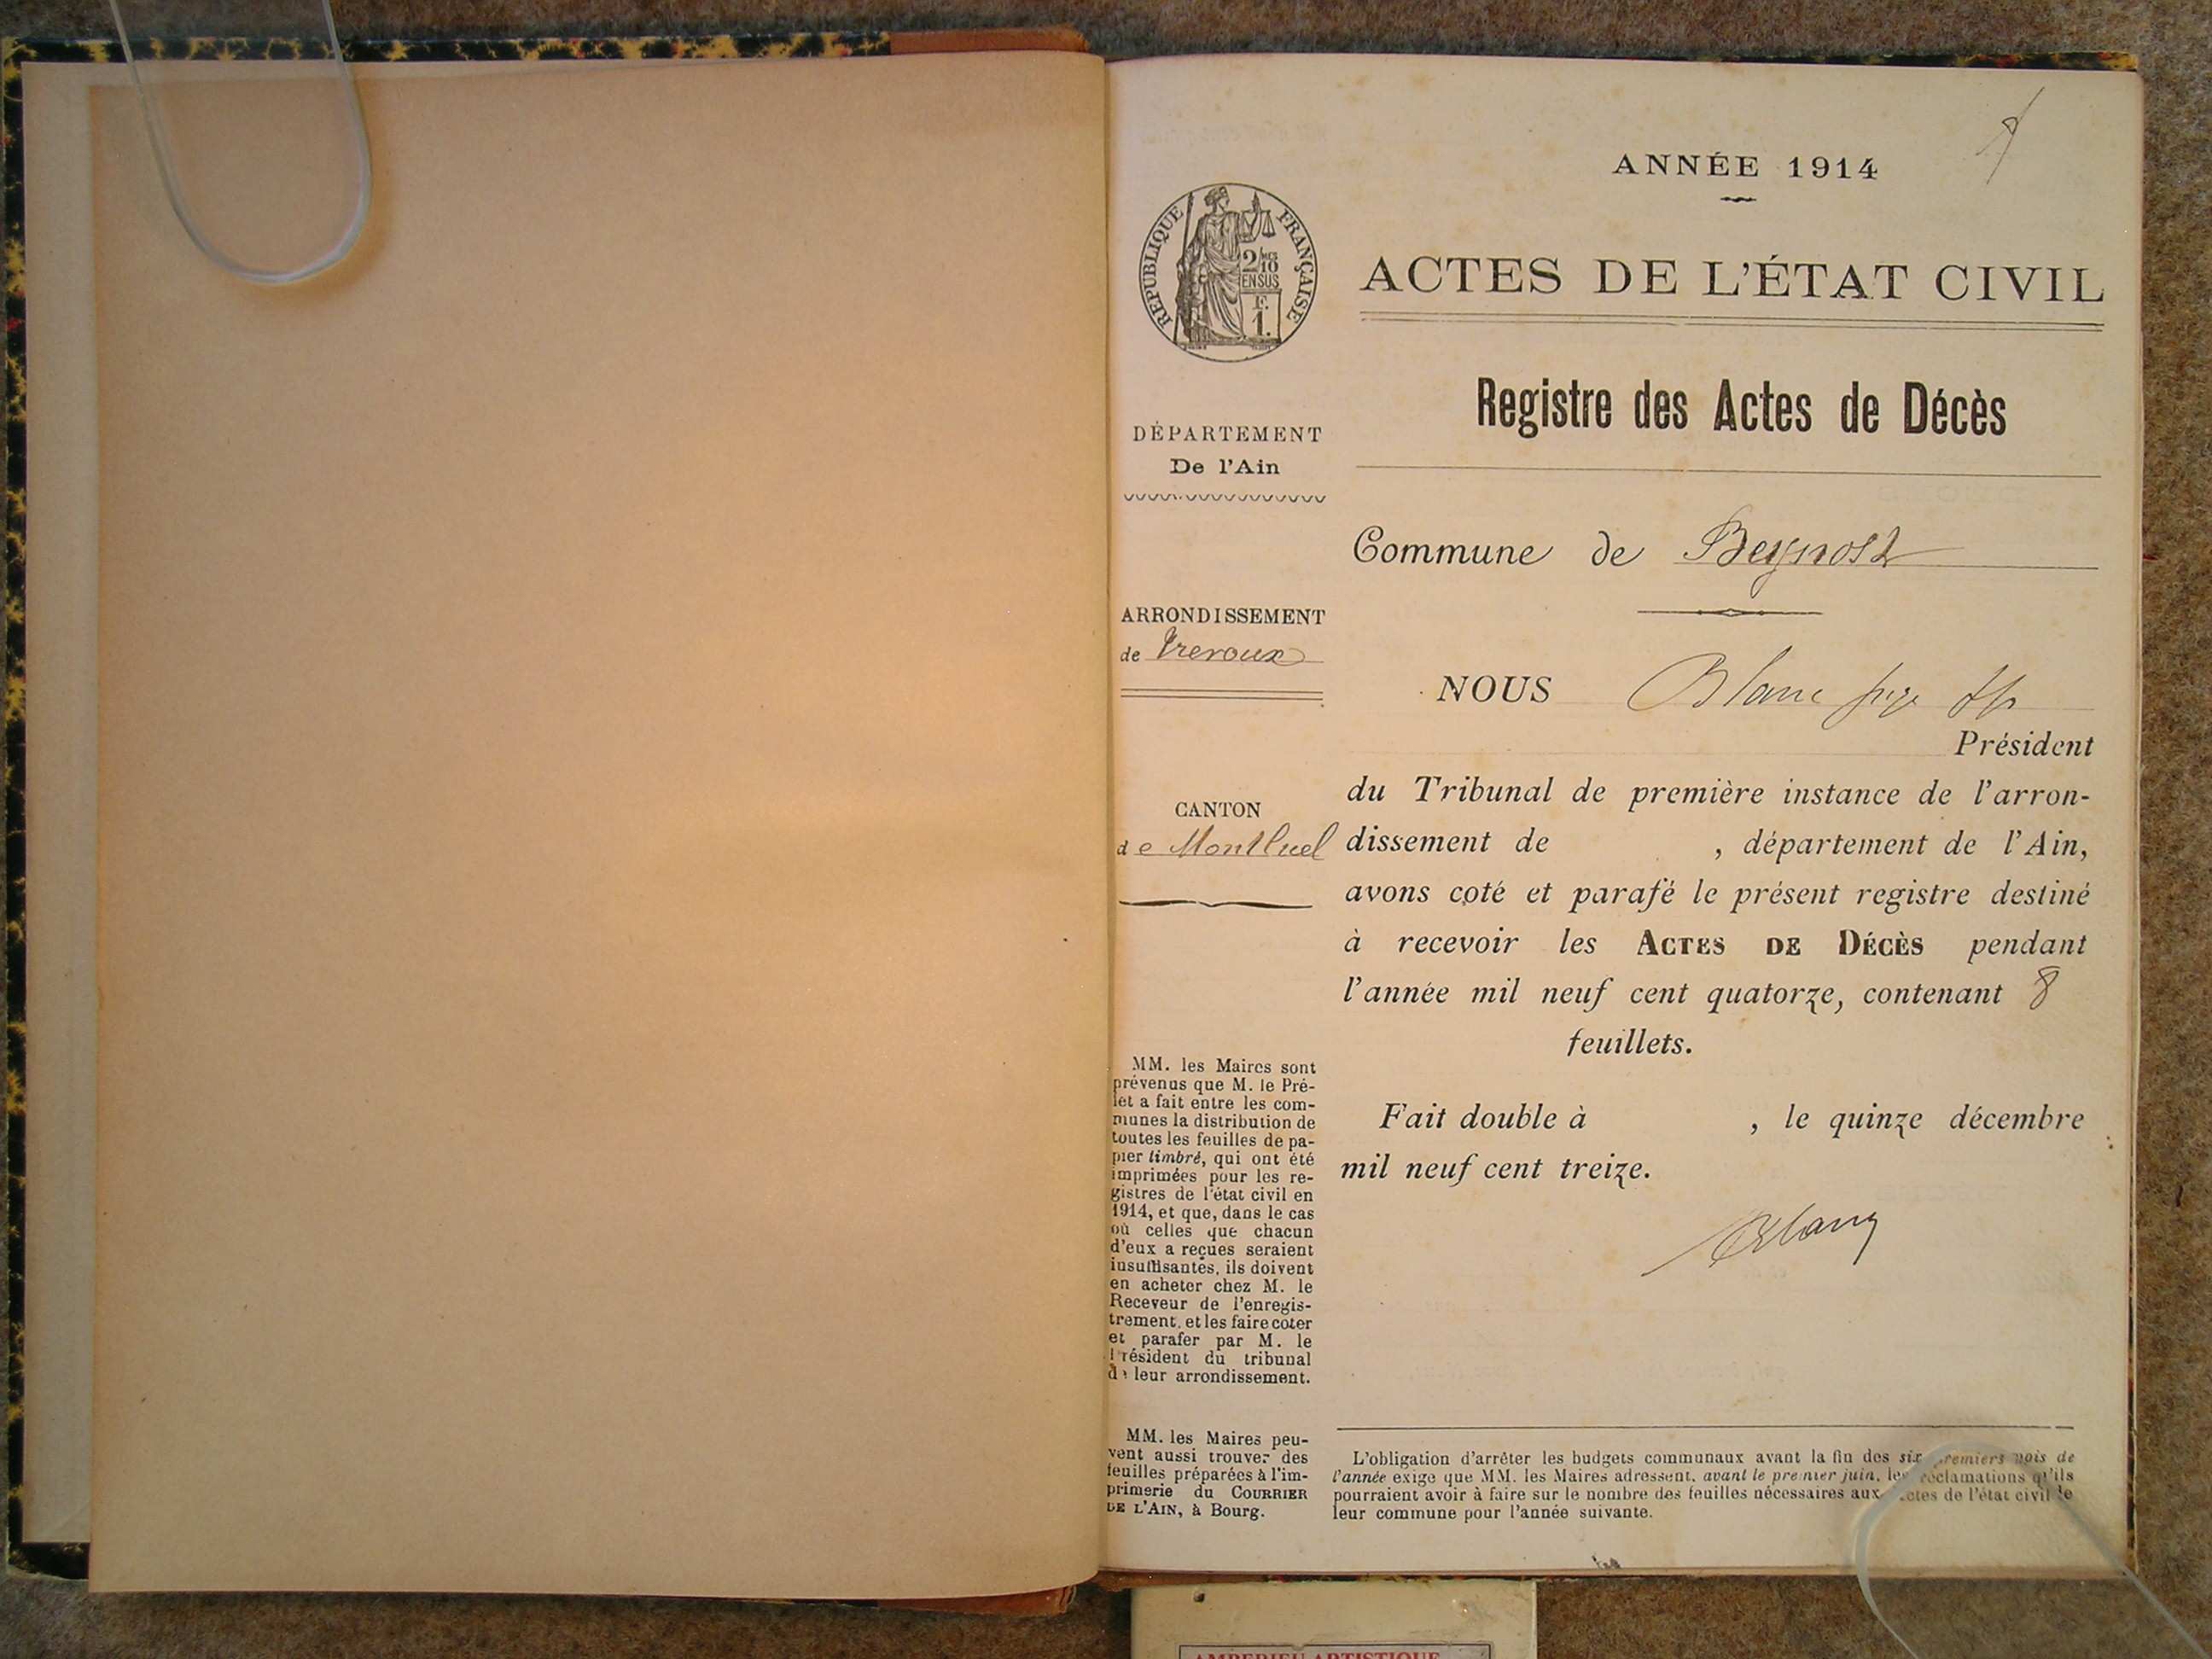 ANNÉE 1914
RÉPUBLIQUE FRANÇAISE
2/10
EN SUS
F.
1.
ACTES DE L'ÉTAT CIVIL
Registre des Actes de Décès
DÉPARTEMENT
De l'Ain
Commune de Beynost
ARRONDISSEMENT
de Trevoux
NOUS Blanc juge
Président
CANTON
de Montluel
du Tribunal de première instance de l'arron-
dissement de , département de l'Ain,
avons coté et parafé le présent registre destiné
à recevoir les ACTES DE DÉCÈS pendant
l'année mil neuf cent quatorze, contenant 8
feuillets.
Fait double à , le quinze décembre
mil neuf cent treize.
Blanc
MM. les Maires sont
prévenus que M. le Pré-
fet a fait entre les com-
munes la distribution de
toutes les feuilles de pa-
pier timbré, qui ont été
imprimées pour les re-
gistres de l'état civil en
1914, et que, dans le cas
où celles que chacun
d'eux a reçues seraient
insuffisantes, ils doivent
en acheter chez M. le
Receveur de l'enregis-
trement, et les faire coter
et parafer par M. le
Président du tribunal
de leur arrondissement.
MM. les Maires peu-
vent aussi trouver des
feuilles préparées à l'im-
primerie du COURRIER
DE L'AIN, à Bourg.
L'obligation d'arrêter les budgets communaux avant la fin des six premiers mois de
l'année exige que MM. les Maires adressent, avant le premier juin, les réclamations qu'ils
pourraient avoir à faire sur le nombre des feuilles nécessaires aux actes de l'état civil de
leur commune pour l'année suivante.
AMBERIEU ARTISTIQUE